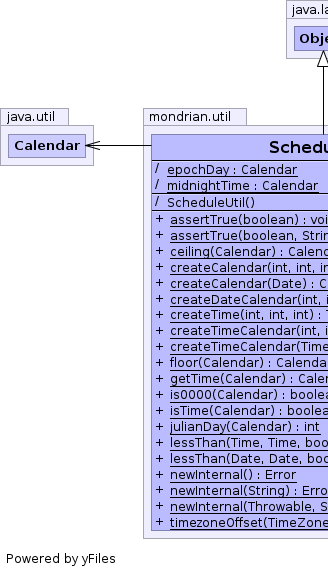 java.la
Obje
java.util
mondrian.util
Calendar
Schedu
/ epochDay : Calendar
/ midnightTime : Calendar
/ ScheduleUtil()
+ assertTrue(boolean) : voi
+ assertTrue(boolean, Strin
+ ceiling(Calendar) : Calend
+ createCalendar(int, int, in
+ createCalendar(Date) : C
+ createDateCalendar(int, i
+ createTime(int, int, int) : T
+ createTimeCalendar(int, i
+ createTimeCalendar(Time
+ floor(Calendar) : Calenda
+ getTime(Calendar) : Calen
+ is0000(Calendar) : boolea
+ isTime(Calendar) : boolea
+ julianDay(Calendar) : int
+ lessThan(Time, Time, boo
+ lessThan(Date, Date, boo
+ newInternal() : Error
+ newInternal(String) : Erro
+ newInternal(Throwable, S
+ timezoneOffset(TimeZone
Powered by yFiles